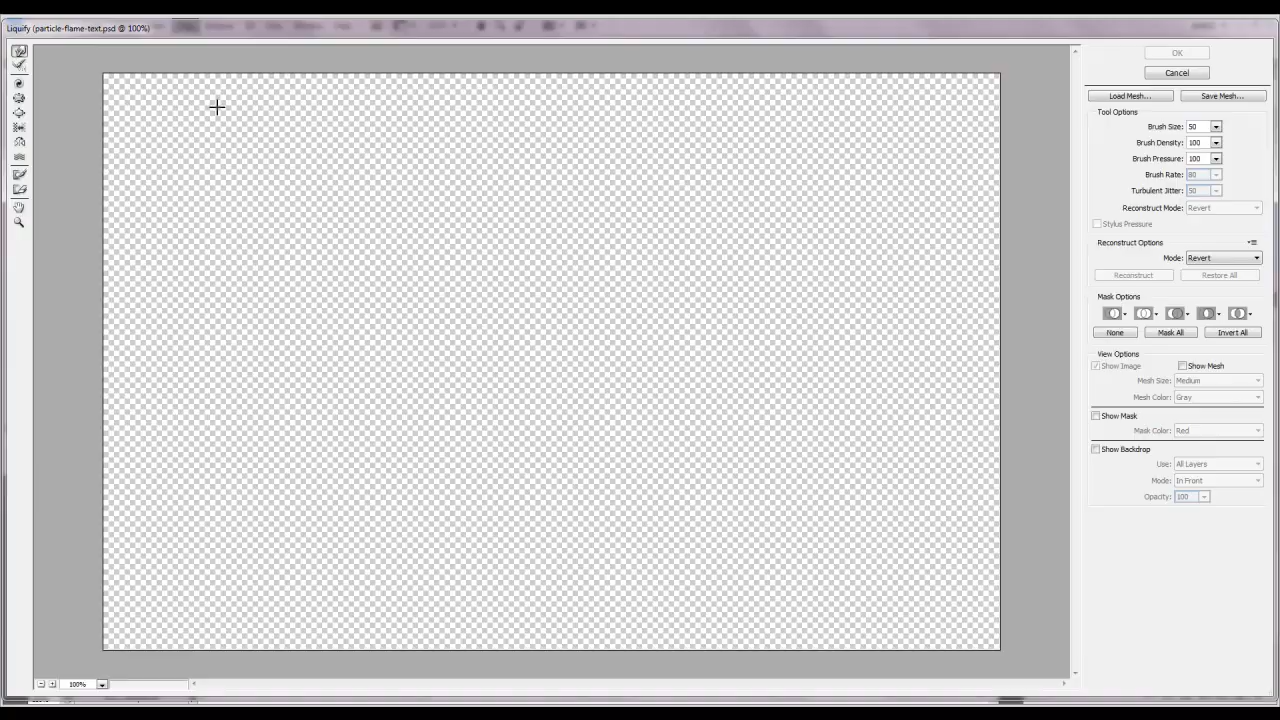 Liquify (particle-flame-text.psd @ 100%)
OK
Cancel
Load Mesh... Save Mesh...
Tool Options
Brush Size: 50
Brush Density: 100
Brush Pressure: 100
Brush Rate: 80
Turbulent Jitter: 50
Reconstruct Mode: Revert
Stylus Pressure
Reconstruct Options
Mode: Revert
Reconstruct Restore All
Mask Options
None Mask All Invert All
View Options
Show Image Show Mesh
Mesh Size: Medium
Mesh Color: Gray
Show Mask
Mask Color: Red
Show Backdrop
Use: All Layers
Mode: In Front
Opacity: 100
100%